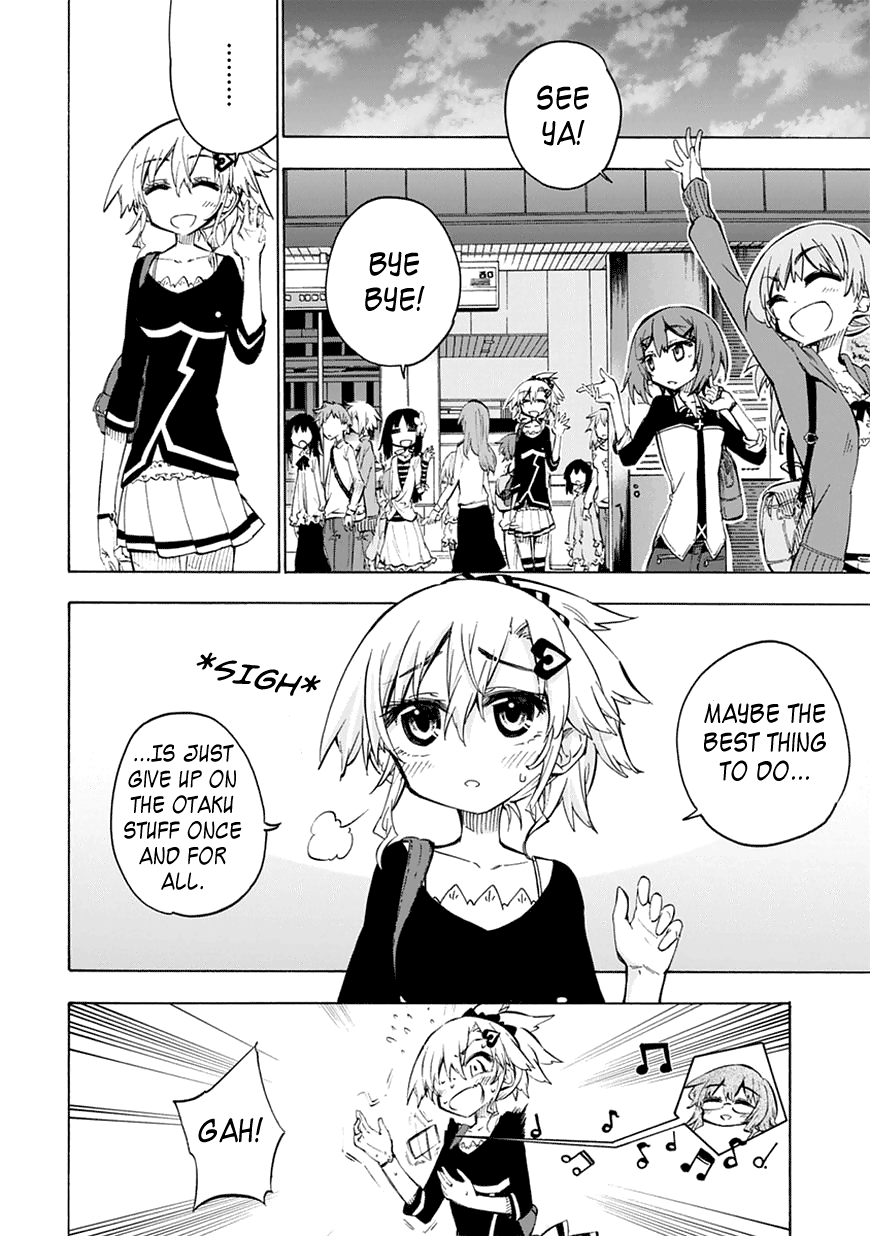 SEE
YA!
BYE
BYE!
.........
MAYBE THE
BEST THING
TO DO...
*SIGH*
...IS JUST
GIVE UP ON
THE OTAKU
STUFF ONCE
AND FOR
ALL.
GAH!